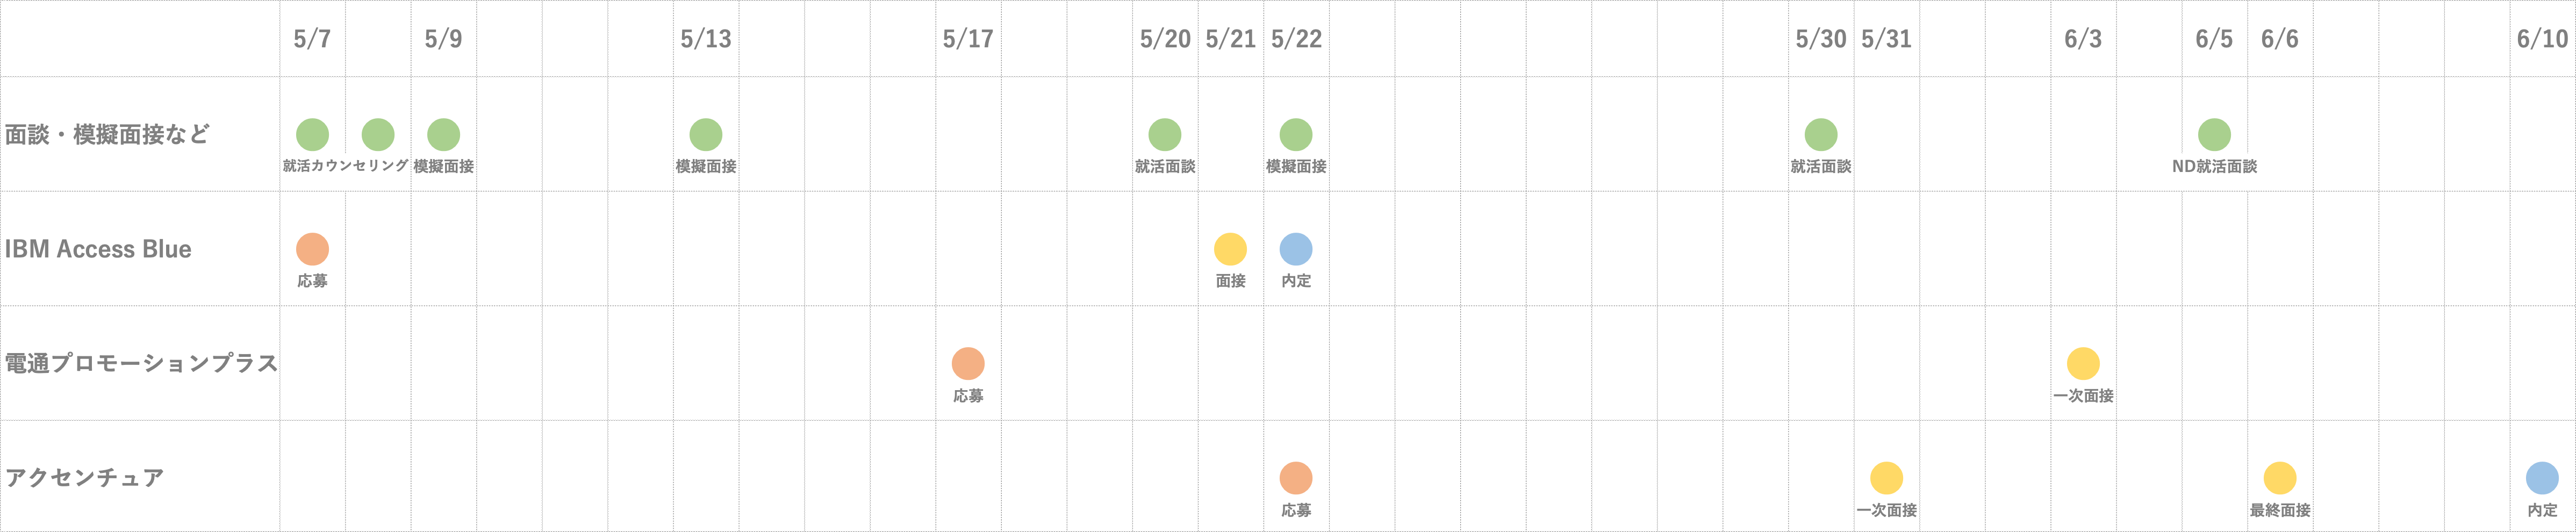 5/7 5/9 5/13 5/17 5/20 5/21 5/22 5/30 5/31 6/3 6/5 6/6 6/10
面談・模擬面接など
就活カウンセリング 模擬面接 模擬面接 就活面談 模擬面接 就活面談 ND就活面談
IBM Access Blue
応募 面接 内定
電通プロモーションプラス
応募 一次面接
アクセンチュア
応募 一次面接 最終面接 内定